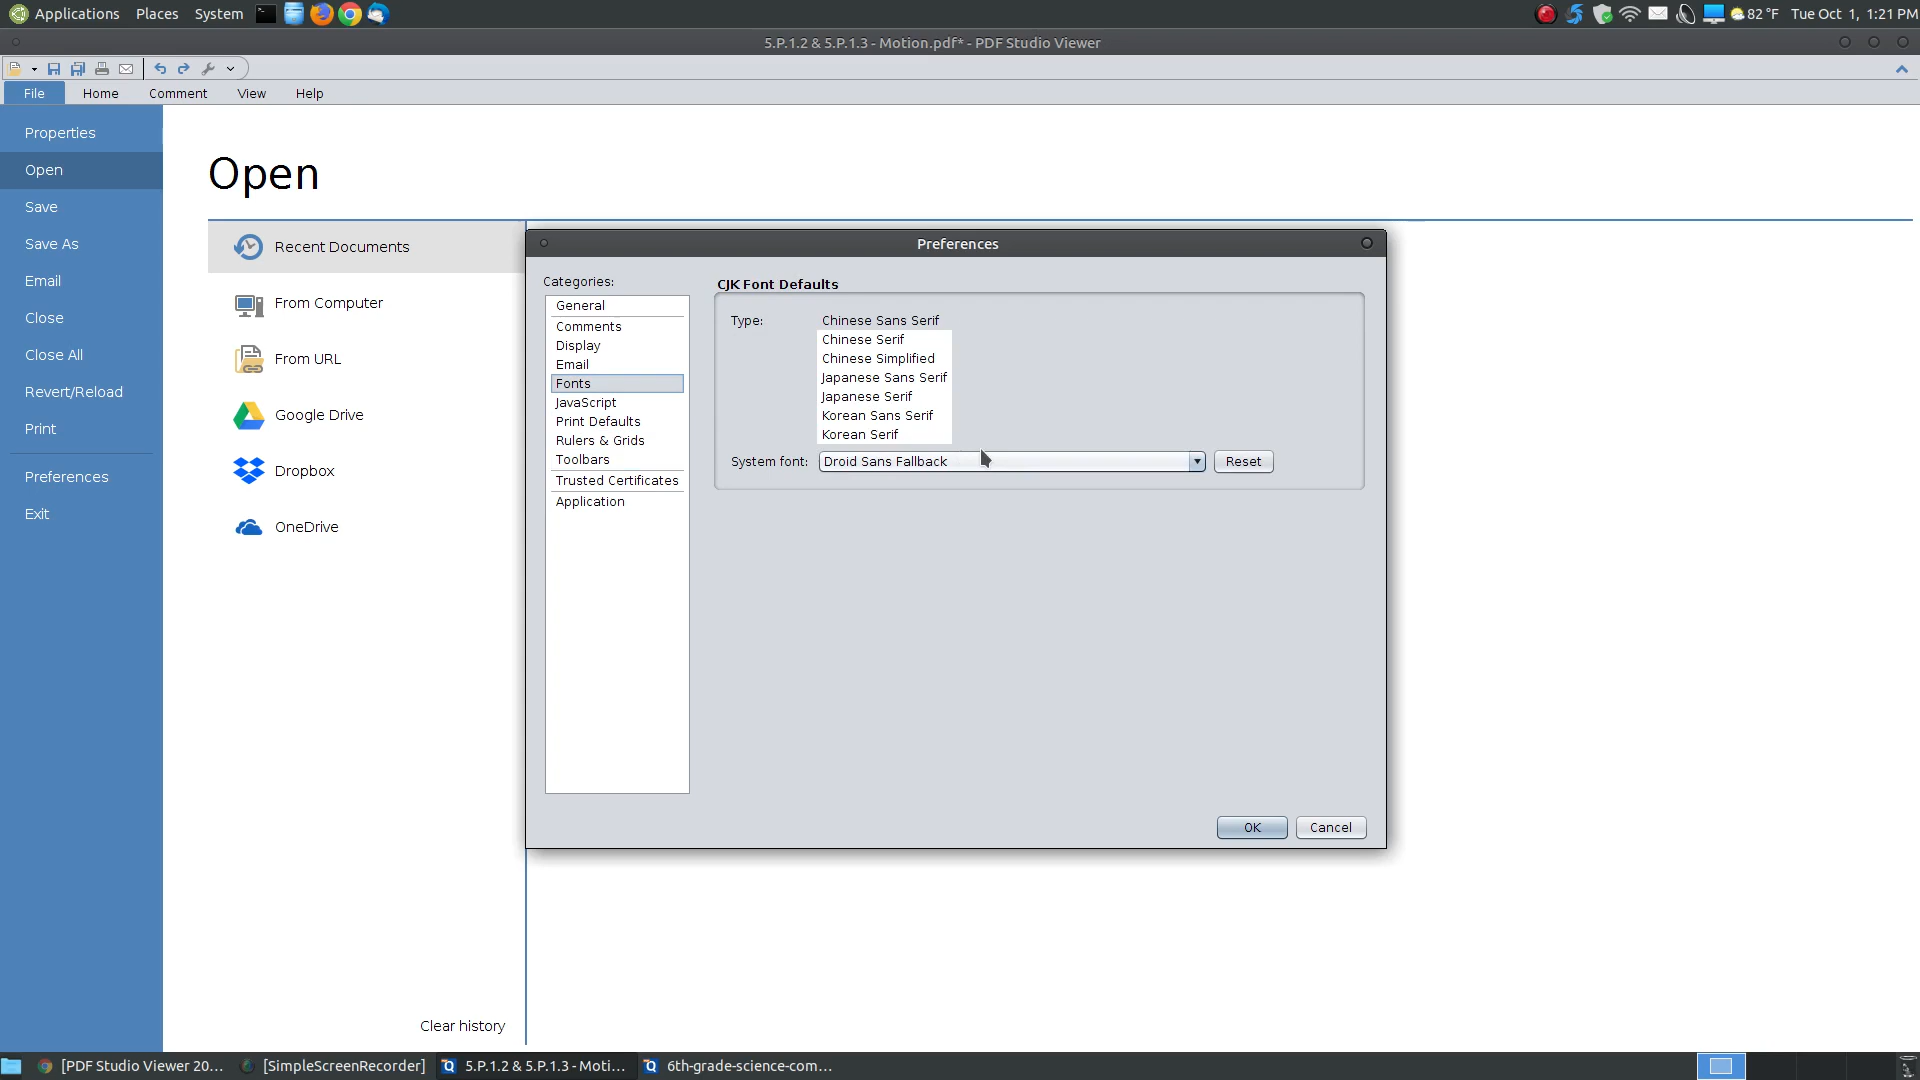 Applications Places System 82 °F Tue Oct 1, 1:21 PM
5.P.1.2 & 5.P.1.3 - Motion.pdf* - PDF Studio Viewer
File Home Comment View Help
Properties
Open
Save
Save As
Email
Close
Close All
Revert/Reload
Print
Preferences
Exit
Open
Recent Documents
From Computer
From URL
Google Drive
Dropbox
OneDrive
Clear history
Preferences
Categories:
General
Comments
Display
Email
Fonts
JavaScript
Print Defaults
Rulers & Grids
Toolbars
Trusted Certificates
Application
CJK Font Defaults
Type: Chinese Sans Serif
Chinese Serif
Chinese Simplified
Japanese Sans Serif
Japanese Serif
Korean Sans Serif
Korean Serif
System font: Droid Sans Fallback Reset
OK Cancel
[PDF Studio Viewer 20... [SimpleScreenRecorder] 5.P.1.2 & 5.P.1.3 - Moti... 6th-grade-science-com...